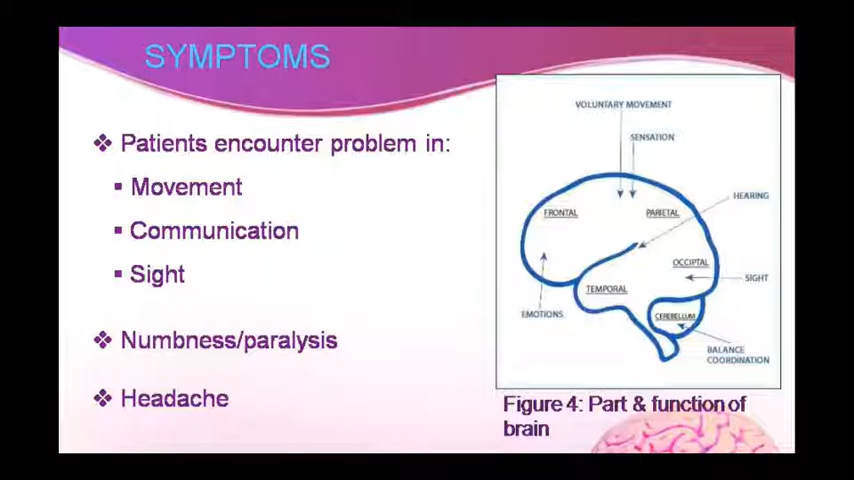 SYMPTOMS
❖ Patients encounter problem in:
▪ Movement
▪ Communication
▪ Sight
❖ Numbness/paralysis
❖ Headache
VOLUNTARY MOVEMENT
SENSATION
HEARING
FRONTAL
PARIETAL
OCCIPTAL
SIGHT
TEMPORAL
EMOTIONS
CEREBELLUM
BALANCE
COORDINATION
Figure 4: Part & function of
brain